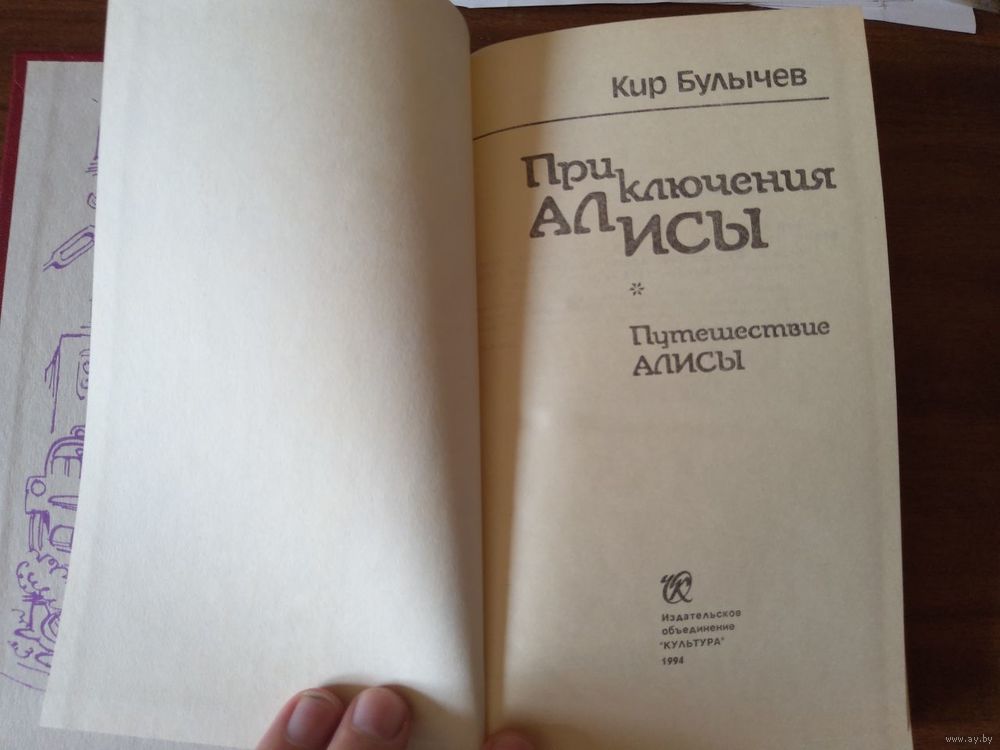 Кир Булычев
Приключения
АЛИСЫ
*
Путешествие
АЛИСЫ
Издательское
объединение
"КУЛЬТУРА"
1994
www.ay.by